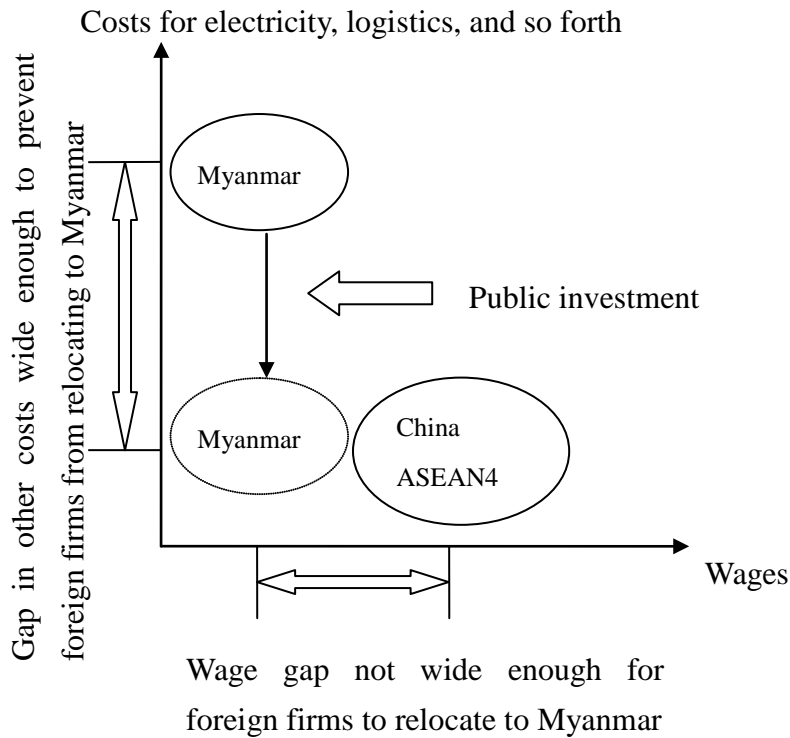 Costs for electricity, logistics, and so forth
Gap in other costs wide enough to prevent
foreign firms from relocating to Myanmar
Myanmar
Public investment
Myanmar
China
ASEAN4
Wages
Wage gap not wide enough for
foreign firms to relocate to Myanmar